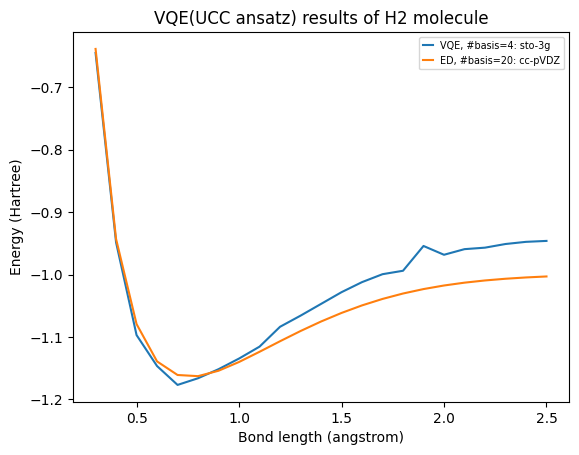 VQE(UCC ansatz) results of H2 molecule
VQE, #basis=4: sto-3g
ED, #basis=20: cc-pVDZ
Energy (Hartree)
−0.7
−0.8
−0.9
−1.0
−1.1
−1.2
0.5
1.0
1.5
2.0
2.5
Bond length (angstrom)